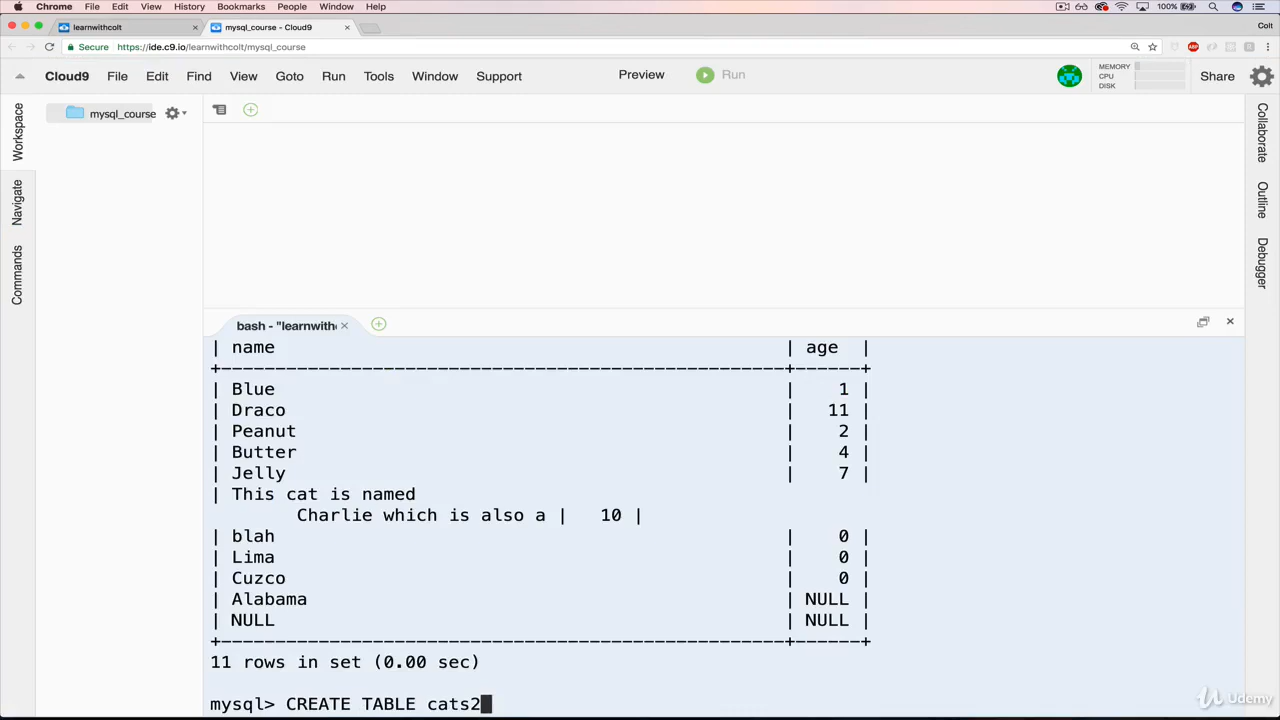 Chrome File Edit View History Bookmarks People Window Help 100% Colt
learnwithcolt × mysql_course - Cloud9 ×
Secure https://ide.c9.io/learnwithcolt/mysql_course
Cloud9 File Edit Find View Goto Run Tools Window Support Preview Run MEMORY CPU DISK Share
Workspace
Navigate
Commands
mysql_course
Collaborate
Outline
Debugger
bash - "learnwith ×
| name | age |
+-----------------------------------------------------+------+
| Blue | 1 |
| Draco | 11 |
| Peanut | 2 |
| Butter | 4 |
| Jelly | 7 |
| This cat is named
Charlie which is also a | 10 |
| blah | 0 |
| Lima | 0 |
| Cuzco | 0 |
| Alabama | NULL |
| NULL | NULL |
+-----------------------------------------------------+------+
11 rows in set (0.00 sec)
mysql> CREATE TABLE cats2
Udemy